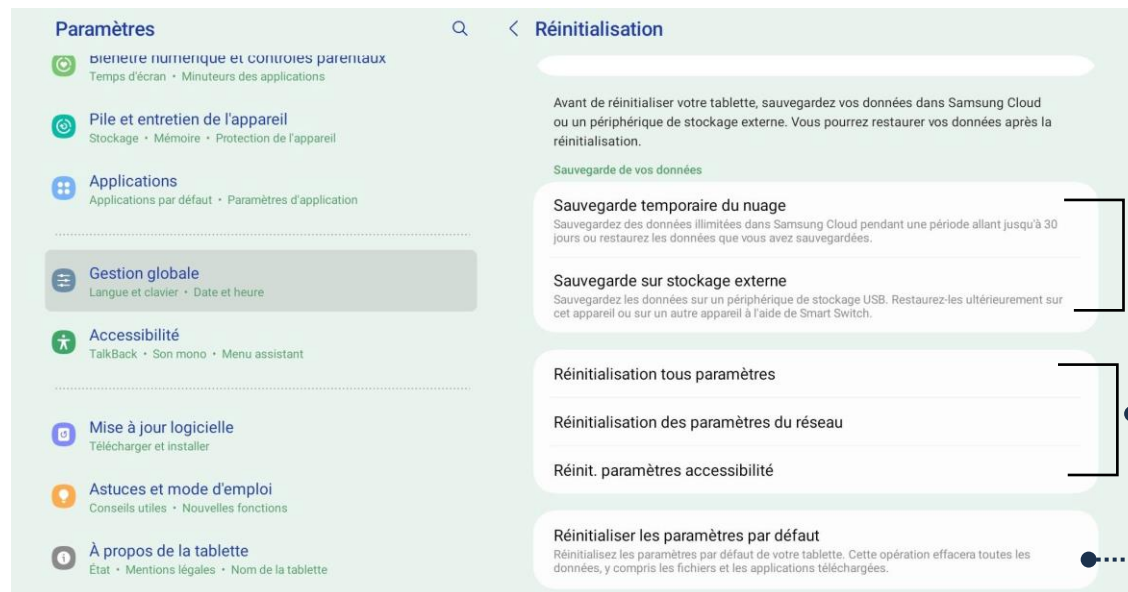 Paramètres
Bienêtre numérique et contrôles parentaux
Temps d'écran • Minuteurs des applications
Pile et entretien de l'appareil
Stockage • Mémoire • Protection de l'appareil
Applications
Applications par défaut • Paramètres d'application
Gestion globale
Langue et clavier • Date et heure
Accessibilité
TalkBack • Son mono • Menu assistant
Mise à jour logicielle
Télécharger et installer
Astuces et mode d'emploi
Conseils utiles • Nouvelles fonctions
À propos de la tablette
État • Mentions légales • Nom de la tablette
Réinitialisation
Avant de réinitialiser votre tablette, sauvegardez vos données dans Samsung Cloud
ou un périphérique de stockage externe. Vous pourrez restaurer vos données après la
réinitialisation.
Sauvegarde de vos données
Sauvegarde temporaire du nuage
Sauvegardez des données illimitées dans Samsung Cloud pendant une période allant jusqu'à 30
jours ou restaurez les données que vous avez sauvegardées.
Sauvegarde sur stockage externe
Sauvegardez les données sur un périphérique de stockage USB. Restaurez-les ultérieurement sur
cet appareil ou sur un autre appareil à l'aide de Smart Switch.
Réinitialisation tous paramètres
Réinitialisation des paramètres du réseau
Réinit. paramètres accessibilité
Réinitialiser les paramètres par défaut
Réinitialisez les paramètres par défaut de votre tablette. Cette opération effacera toutes les
données, y compris les fichiers et les applications téléchargées.